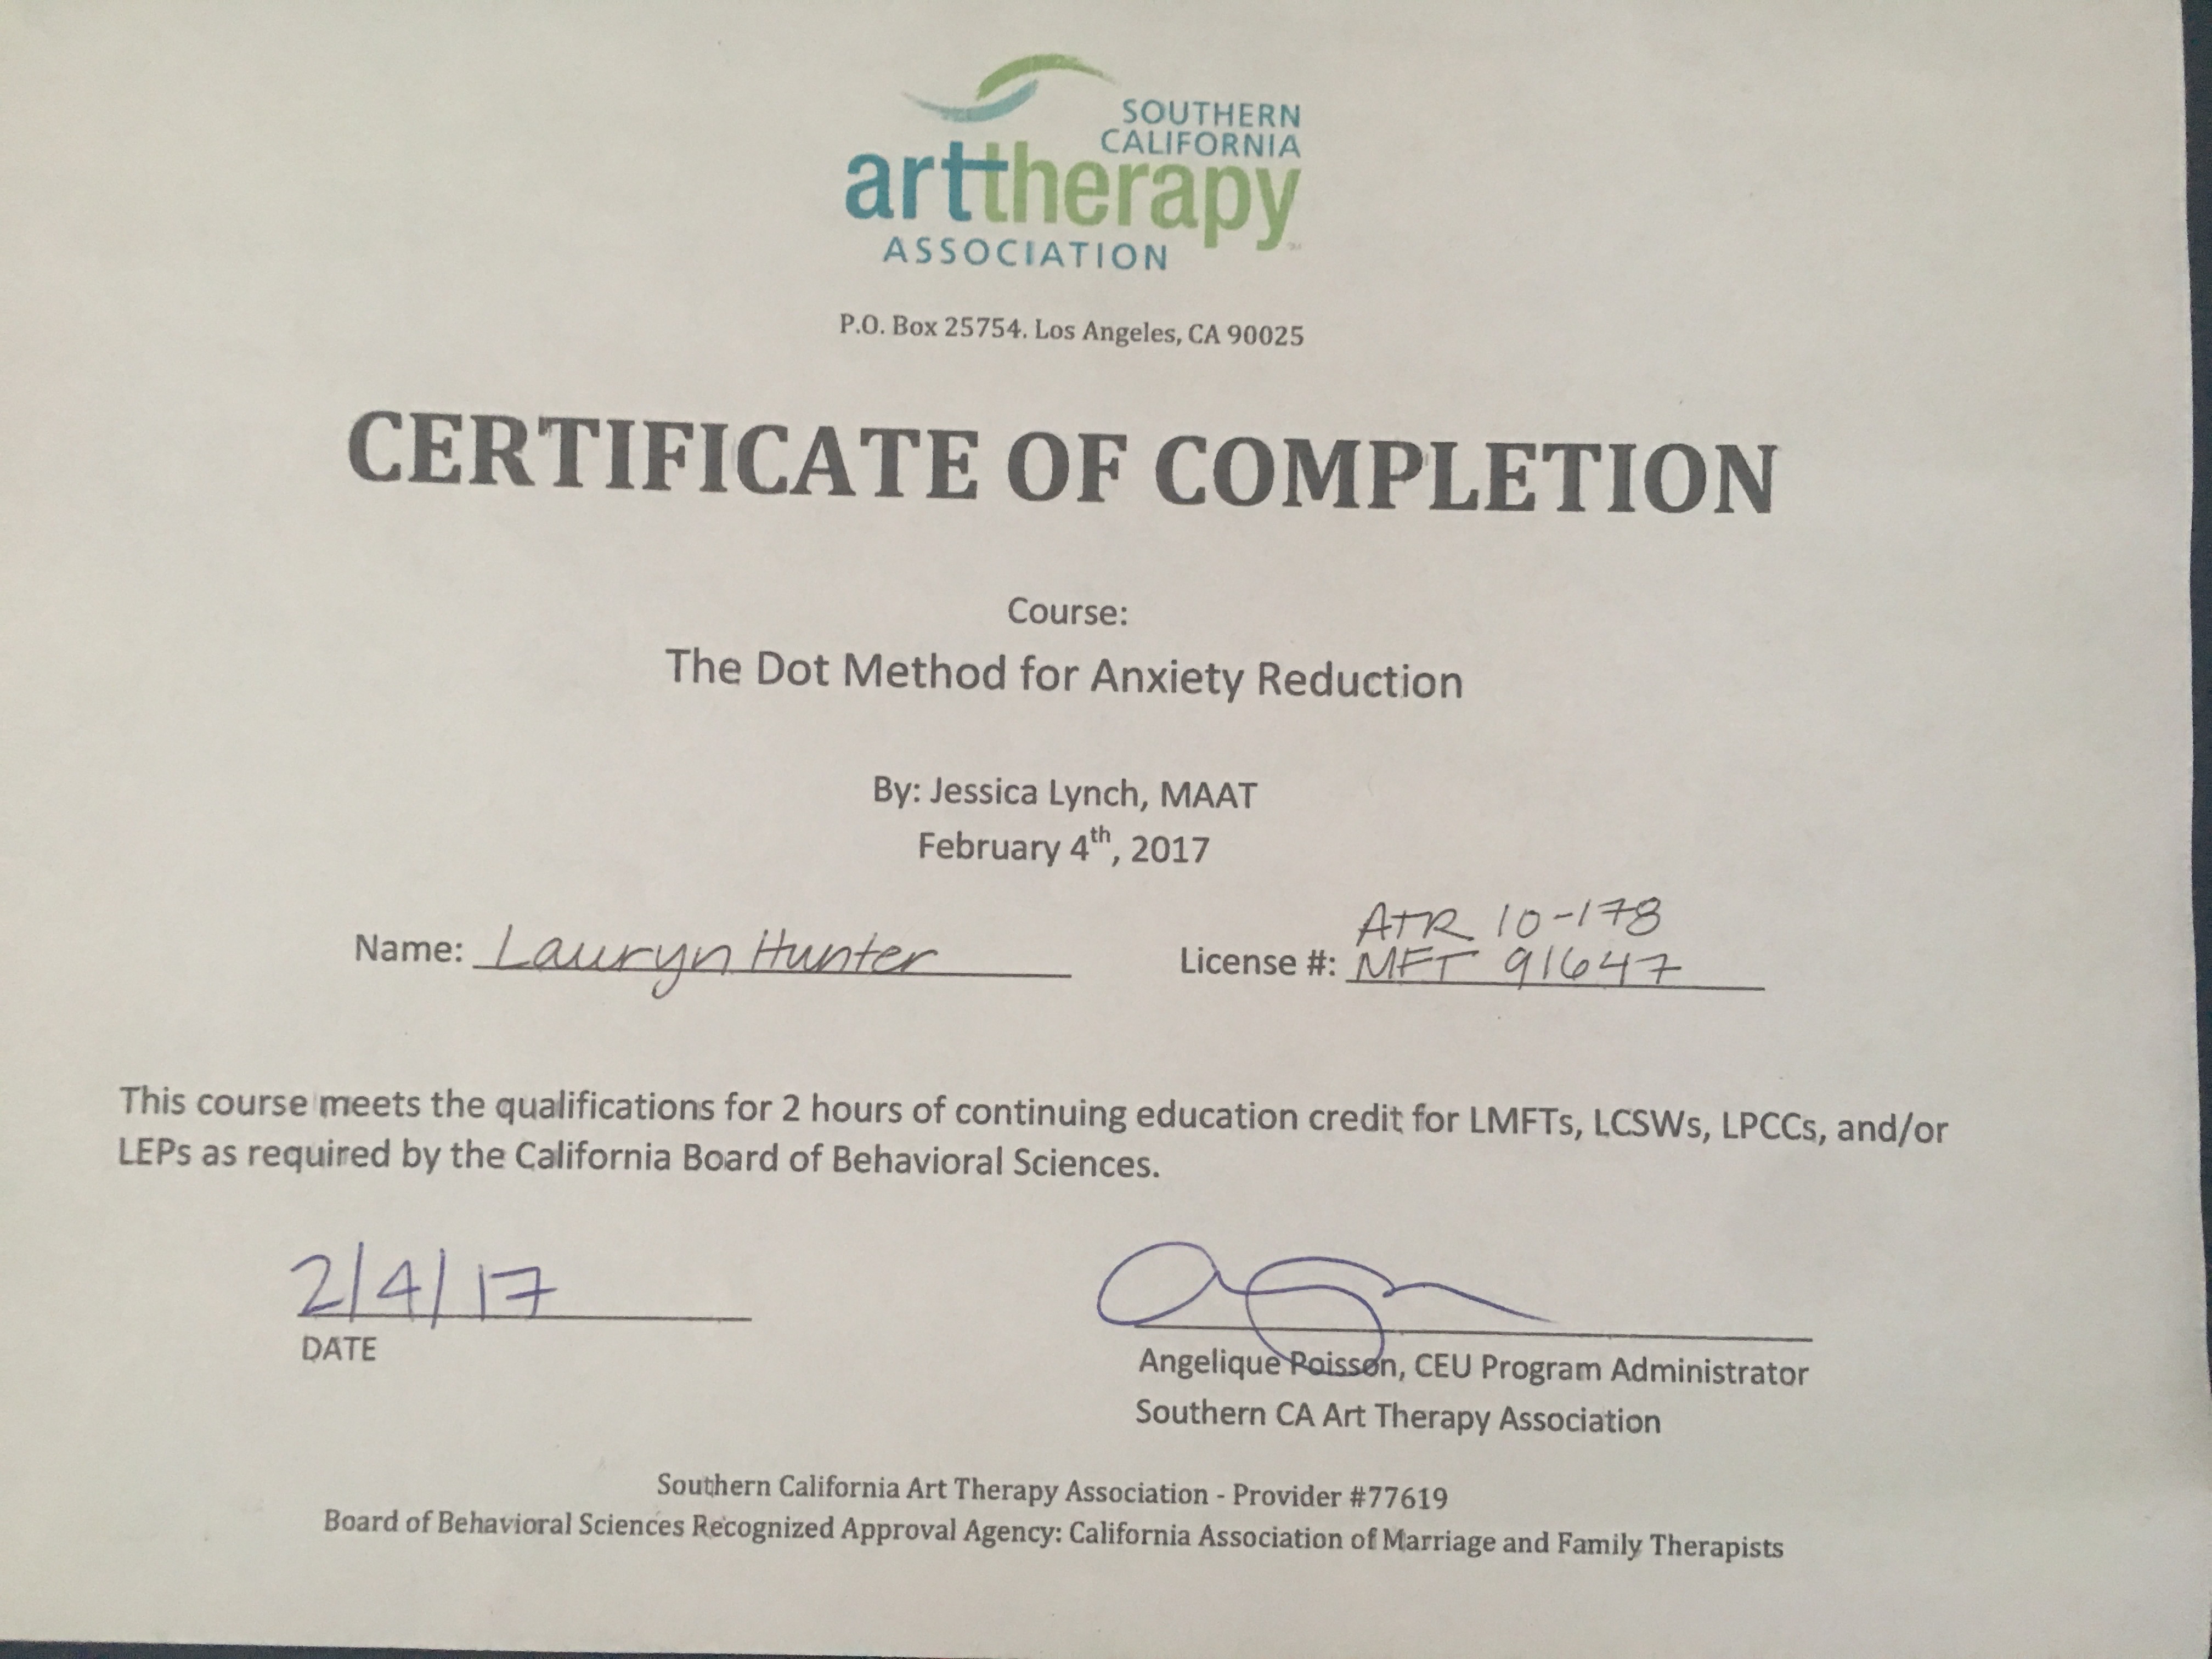 SOUTHERN
CALIFORNIA
arttherapy
ASSOCIATION
P.O. Box 25754. Los Angeles, CA 90025
CERTIFICATE OF COMPLETION
Course:
The Dot Method for Anxiety Reduction
By: Jessica Lynch, MAAT
February 4th, 2017
ATR 10-178
Name: Lauryn Hunter License #: MFT 91647
This course meets the qualifications for 2 hours of continuing education credit for LMFTs, LCSWs, LPCCs, and/or
LEPs as required by the California Board of Behavioral Sciences.
2/4/17
DATE
Angelique Poisson, CEU Program Administrator
Southern CA Art Therapy Association
Southern California Art Therapy Association - Provider #77619
Board of Behavioral Sciences Recognized Approval Agency: California Association of Marriage and Family Therapists